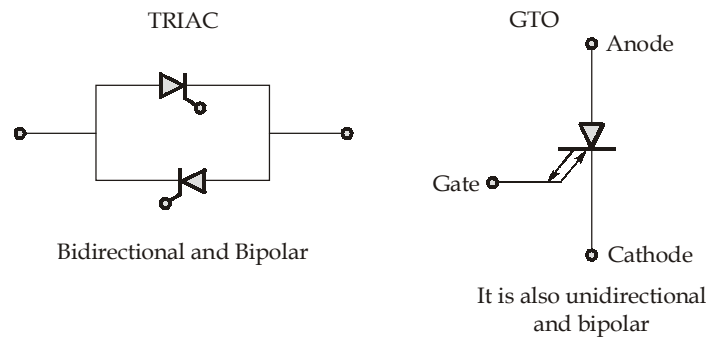 TRIAC
Bidirectional and Bipolar
GTO
Anode
Gate
Cathode
It is also unidirectional
and bipolar